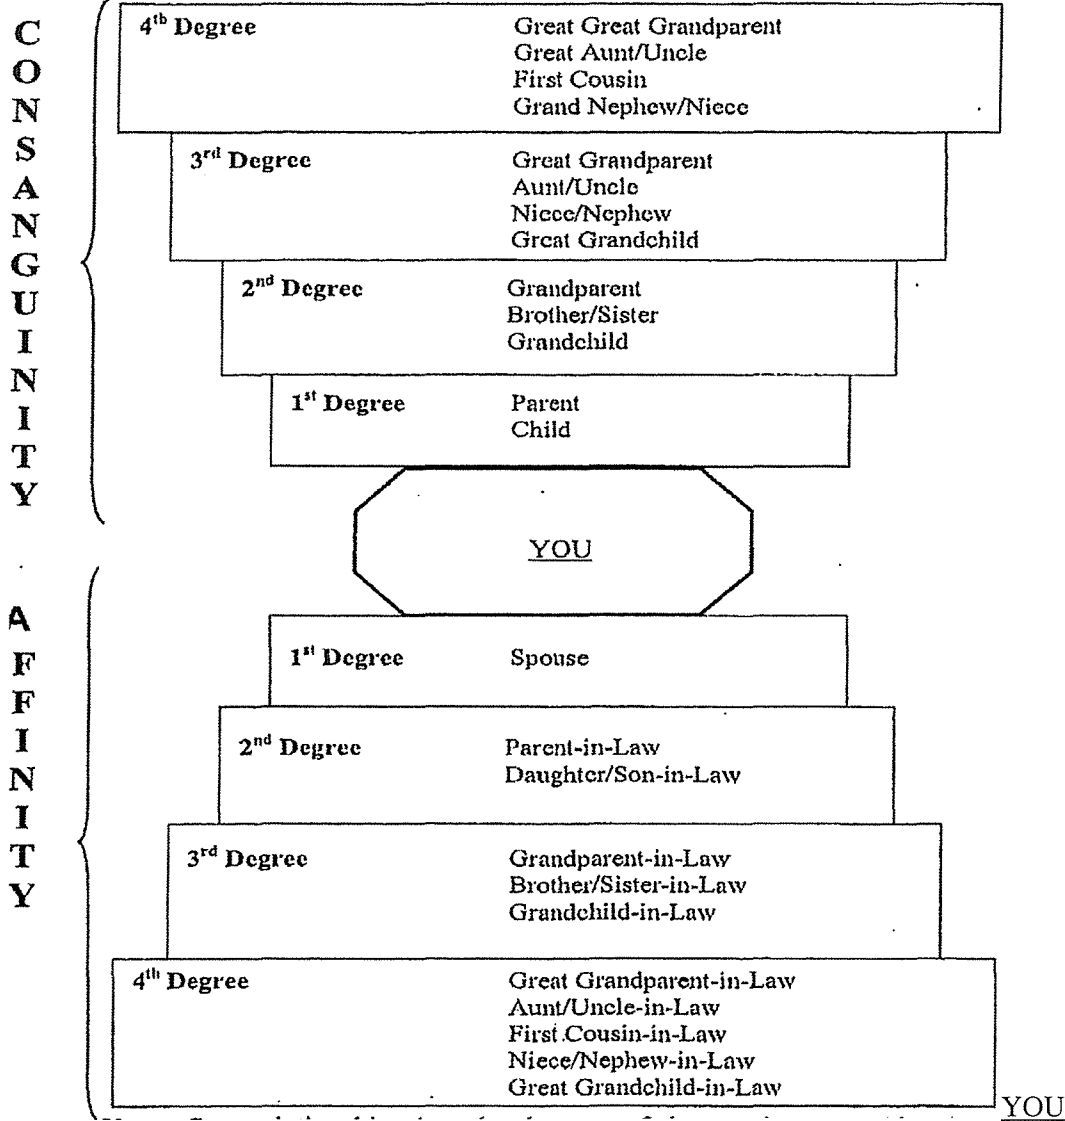 CONSANGUINITY
4th Degree
Great Great Grandparent
Great Aunt/Uncle
First Cousin
Grand Nephew/Niece
3rd Degree
Great Grandparent
Aunt/Uncle
Niece/Nephew
Great Grandchild
2nd Degree
Grandparent
Brother/Sister
Grandchild
1st Degree
Parent
Child
YOU
AFFINITY
1st Degree
Spouse
2nd Degree
Parent-in-Law
Daughter/Son-in-Law
3rd Degree
Grandparent-in-Law
Brother/Sister-in-Law
Grandchild-in-Law
4th Degree
Great Grandparent-in-Law
Aunt/Uncle-in-Law
First Cousin-in-Law
Niece/Nephew-in-Law
Great Grandchild-in-Law
YOU